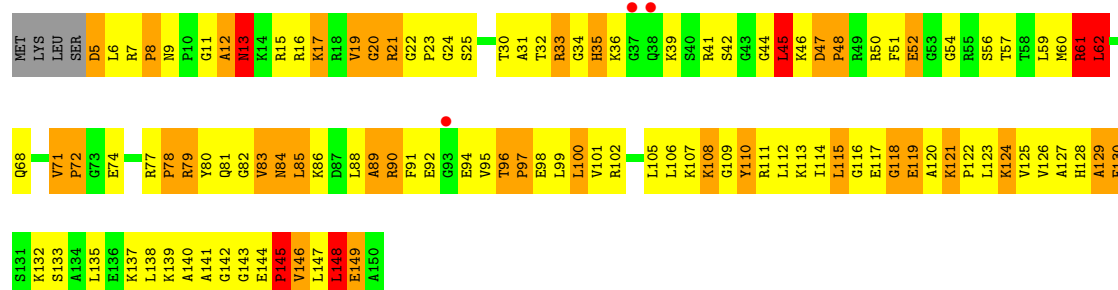 MET LYS LEU SER D5 L6 R7 P8 N9 P10 G11 A12 N13 K14 R15 R16 K17 R18 V19 G20 R21 G22 P23 G24 S25 T30 A31 T32 R33 G34 H35 K36 G37 Q38 K39 S40 R41 S42 G43 G44 L45 K46 D47 P48 R49 R50 F51 E52 G53 G54 R55 S56 T57 T58 L59 M60 R61 L62
Q68 V71 P72 G73 E74 R77 P78 R79 Y80 Q81 G82 V83 N84 L85 K86 D87 L88 A89 R90 F91 E92 G93 E94 V95 T96 P97 E98 L99 L100 V101 R102 L105 L106 K107 K108 G109 Y110 R111 L112 K113 I114 L115 G116 E117 G118 E119 A120 K121 P122 L123 K124 V125 V126 A127 H128 A129 F130
S131 K132 S133 A134 L135 E136 K137 L138 K139 A140 A141 G142 G143 E144 P145 V146 L147 L148 E149 A150